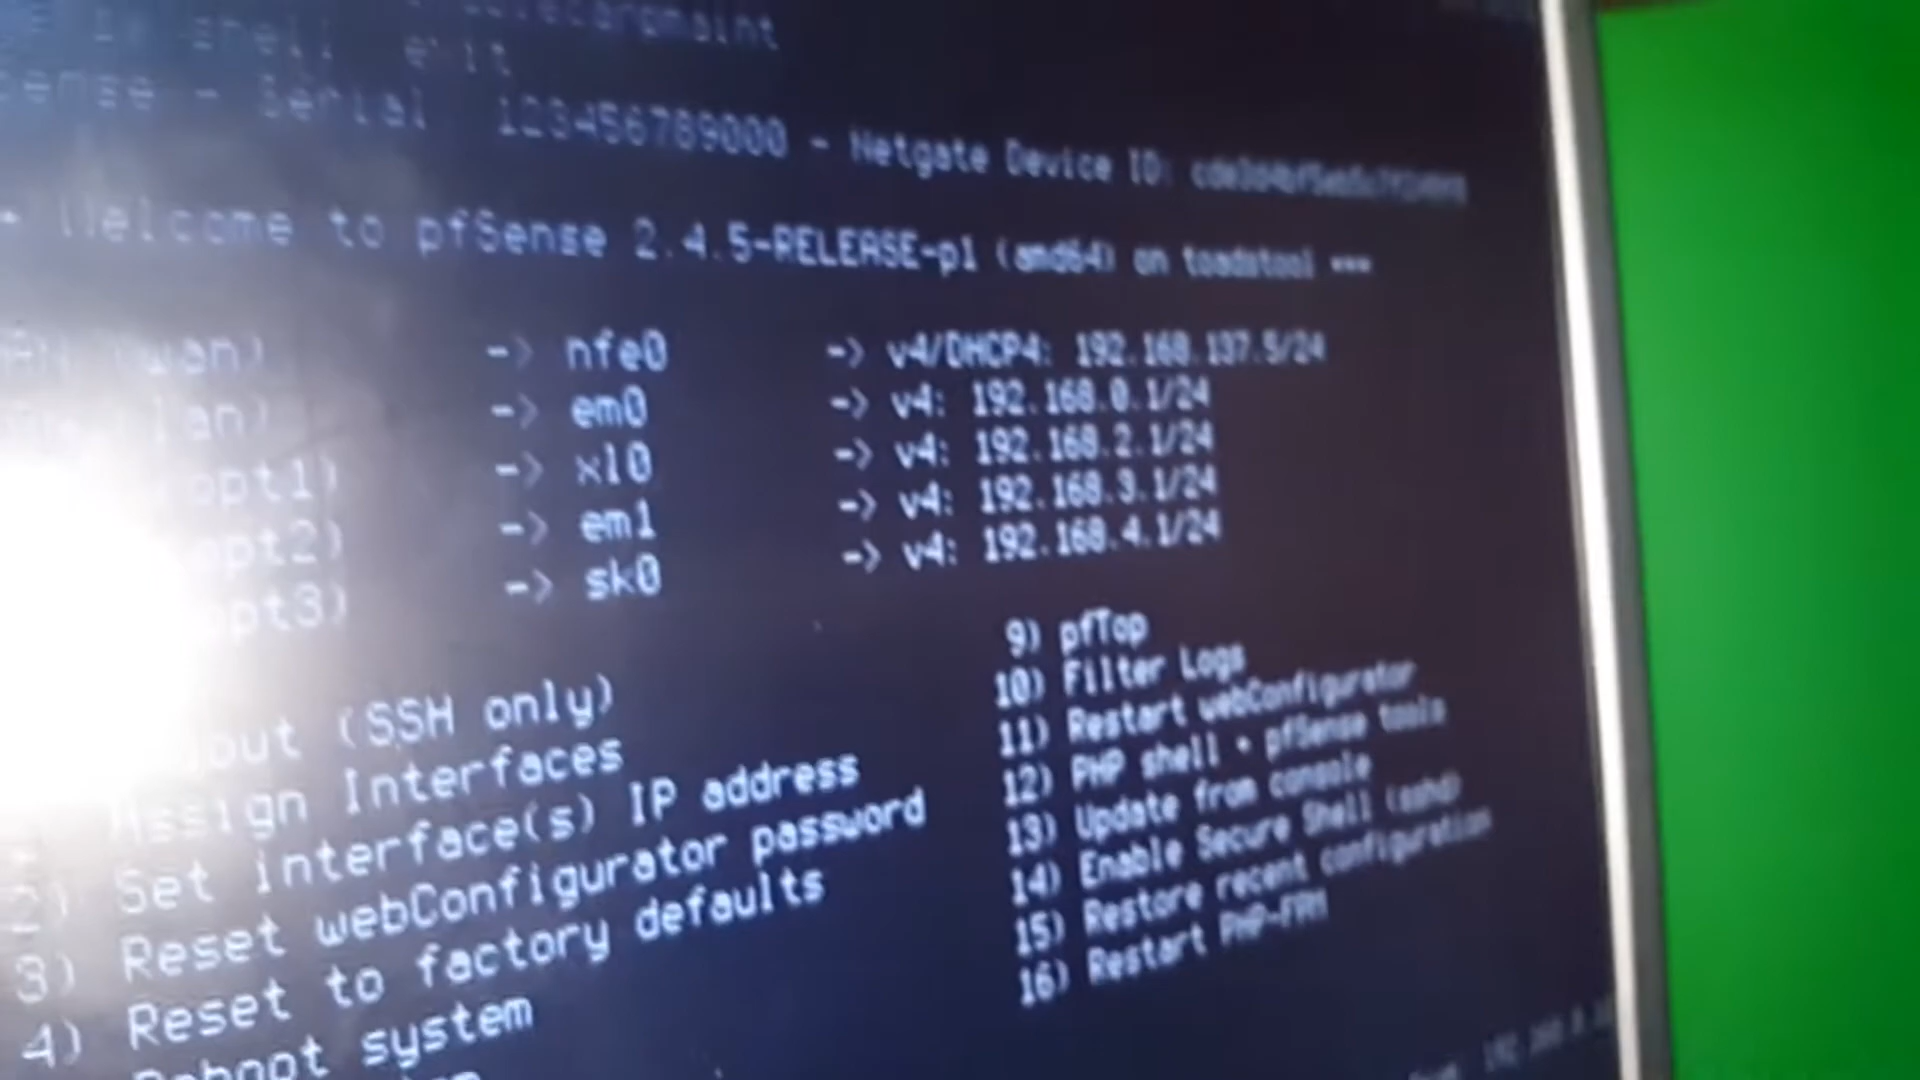 shell exit
- Serial 123456789000 - Netgate Device ID:
Welcome to pfSense 2.4.5-RELEASE-p1 (amd64) on toadstool ***
wan) -> nfe0 -> v4/DHCP4: 192.168.137.5/24
lan) -> em0 -> v4: 192.168.0.1/24
opt1) -> xl0 -> v4: 192.168.2.1/24
opt2) -> em1 -> v4: 192.168.3.1/24
opt3) -> sk0 -> v4: 192.168.4.1/24
out (SSH only) 9) pfTop
Assign Interfaces 10) Filter Logs
2) Set interface(s) IP address 11) Restart webConfigurator
3) Reset webConfigurator password 12) PHP shell + pfSense tools
4) Reset to factory defaults 13) Update from console
Reboot system 14) Enable Secure Shell (sshd)
15) Restore recent configuration
16) Restart PHP-FPM